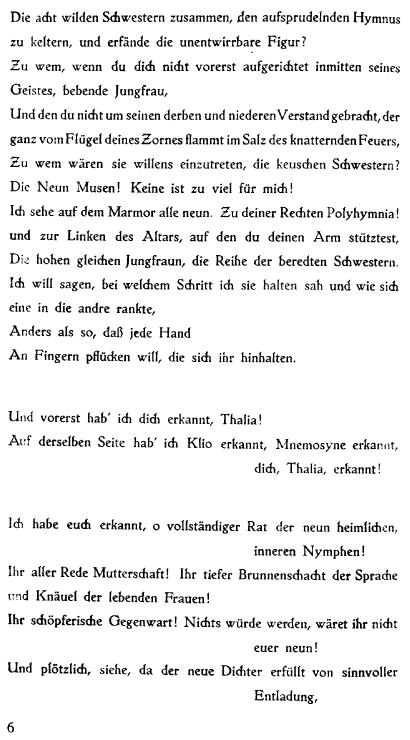 Die acht wilden Schwestern zusammen, den aufsprudelnden Hymnus
zu keltern, und erfände die unentwirrbare Figur?
Zu wem, wenn du dich nicht vorerst aufgerichtet inmitten seines
Geistes, bebende Jungfrau,
Und den du nicht um seinen derben und niederen Verstand gebracht, der
ganz vom Flügel deines Zornes flammt im Salz des knatternden Feuers,
Zu wem wären sie willens einzutreten, die keuschen Schwestern?
Die Neun Musen! Keine ist zu viel für mich!
Ich sehe auf dem Marmor alle neun. Zu deiner Rechten Polyhymnia!
und zur Linken des Altars, auf den du deinen Arm stütztest,
Die hohen gleichen Jungfraun, die Reihe der beredten Schwestern.
Ich will sagen, bei welchem Schritt ich sie halten sah und wie sich
eine in die andre rankte,
Anders als so, daß jede Hand
An Fingern pflücken will, die sich ihr hinhalten.
Und vorerst hab' ich dich erkannt, Thalia!
Auf derselben Seite hab' ich Klio erkannt, Mnemosyne erkannt,
dich, Thalia, erkannt!
Ich habe euch erkannt, o vollständiger Rat der neun heimlichen,
inneren Nymphen!
Ihr aller Rede Mutterschaft! Ihr tiefer Brunnenschacht der Sprache
und Knäuel der lebenden Frauen!
Ihr schöpferische Gegenwart! Nichts würde werden, wäret ihr nicht
euer neun!
Und plötzlich, siehe, da der neue Dichter erfüllt von sinnvoller
Entladung,
6